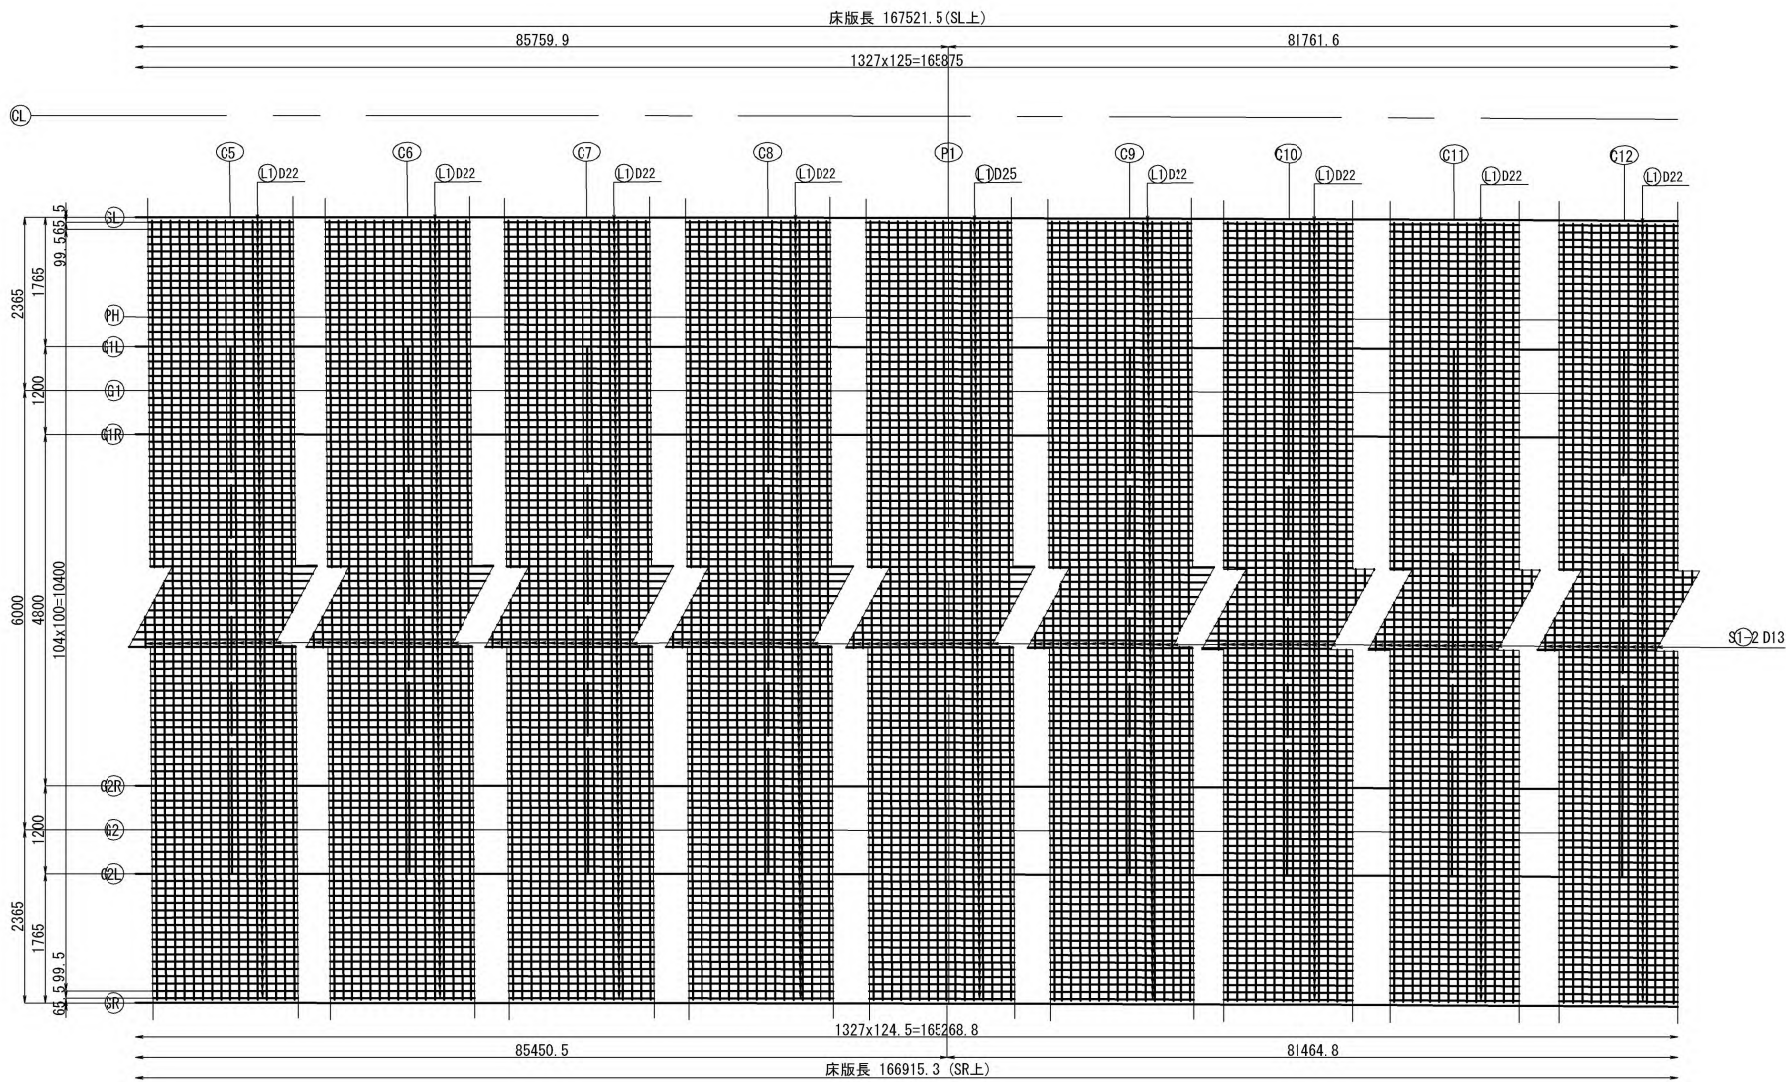 床版長 167521.5(SL上)
85759.9
81761.6
1327x125=165875
CL
C5
C6
C7
C8
P1
C9
C10
C11
C12
L1 D22
L1 D22
L1 D22
L1 D22
L1 D25
L1 D22
L1 D22
L1 D22
L1 D22
SL
65.5
99.5
1765
2365
PH
G1L
G1
1200
G1R
6000
4800
104x100=10400
S1-2 D13
G2R
G2
1200
G2L
2365
1765
99.5
65.5
SR
1327x124.5=165268.8
85450.5
81464.8
床版長 166915.3 (SR上)